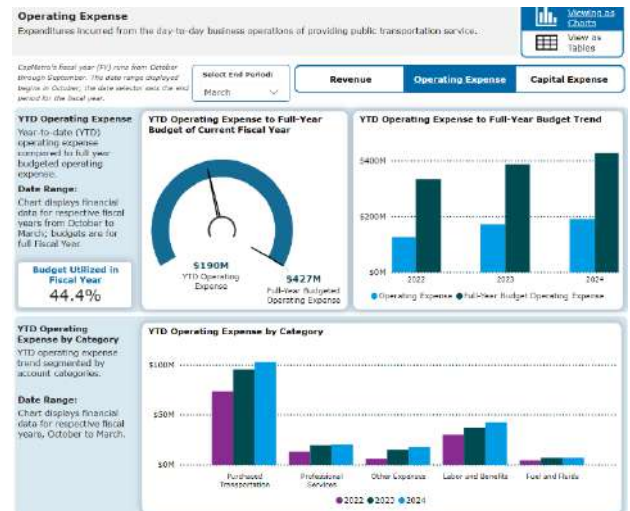 Operating Expense
Expenditures incurred from the day-to-day business operations of providing public transportation service.
Viewing as
Charts
View as
Tables
CapMetro's fiscal year (FY) runs from October
through September. The date range displayed
begins in October; the date selector sets the end
period for the fiscal year.
Select End Period:
March
Revenue
Operating Expense
Capital Expense
YTD Operating Expense
Year-to-date (YTD)
operating expense
compared to full year
budgeted operating
expense.
Date Range:
Chart displays financial
data for respective fiscal
years from October to
March; budgets are for
full Fiscal Year.
Budget Utilized in
Fiscal Year
44.4%
YTD Operating Expense to Full-Year
Budget of Current Fiscal Year
$190M
YTD Operating
Expense
$427M
Full-Year Budgeted
Operating Expense
YTD Operating Expense to Full-Year Budget Trend
$400M
$200M
$0M
2022
2023
2024
Operating Expense
Full-Year Budget Operating Expense
YTD Operating
Expense by Category
YTD operating expense
trend segmented by
account categories.
Date Range:
Chart displays financial
data for respective fiscal
years, October to March.
YTD Operating Expense by Category
$100M
$50M
$0M
Purchased
Transportation
Professional
Services
Other Expenses
Labor and Benefits
Fuel and Fluids
2022
2023
2024